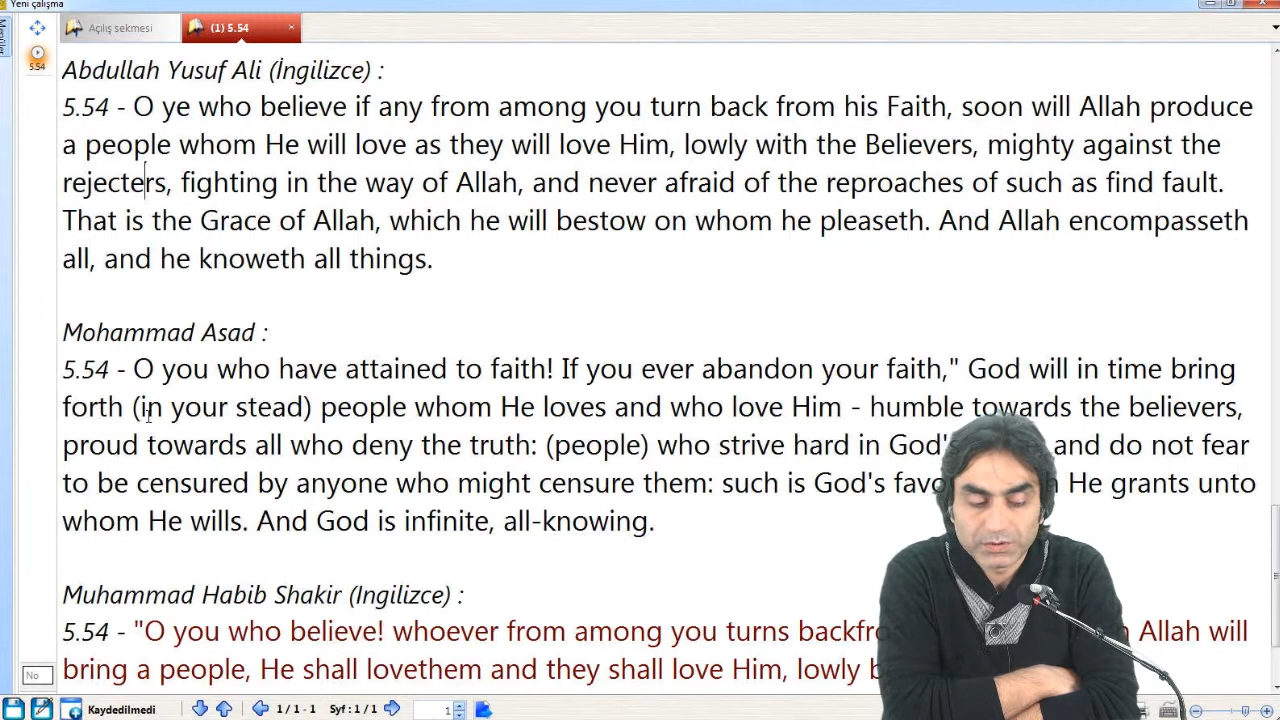 Yeni çalışma
Menüler
Açılış sekmesi
(1) 5.54
5.54
Abdullah Yusuf Ali (İngilizce) :
5.54 - O ye who believe if any from among you turn back from his Faith, soon will Allah produce
a people whom He will love as they will love Him, lowly with the Believers, mighty against the
rejecters, fighting in the way of Allah, and never afraid of the reproaches of such as find fault.
That is the Grace of Allah, which he will bestow on whom he pleaseth. And Allah encompasseth
all, and he knoweth all things.
Mohammad Asad :
5.54 - O you who have attained to faith! If you ever abandon your faith," God will in time bring
forth (in your stead) people whom He loves and who love Him - humble towards the believers,
proud towards all who deny the truth: (people) who strive hard in God's and do not fear
to be censured by anyone who might censure them: such is God's He grants unto
whom He wills. And God is infinite, all-knowing.
Muhammad Habib Shakir (Ingilizce) :
5.54 - "O you who believe! whoever from among you turns Allah will
bring a people, He shall lovethem and they shall love Him, lowly
No
Kaydedilmedi
1 / 1 - 1
Syf : 1 / 1
1